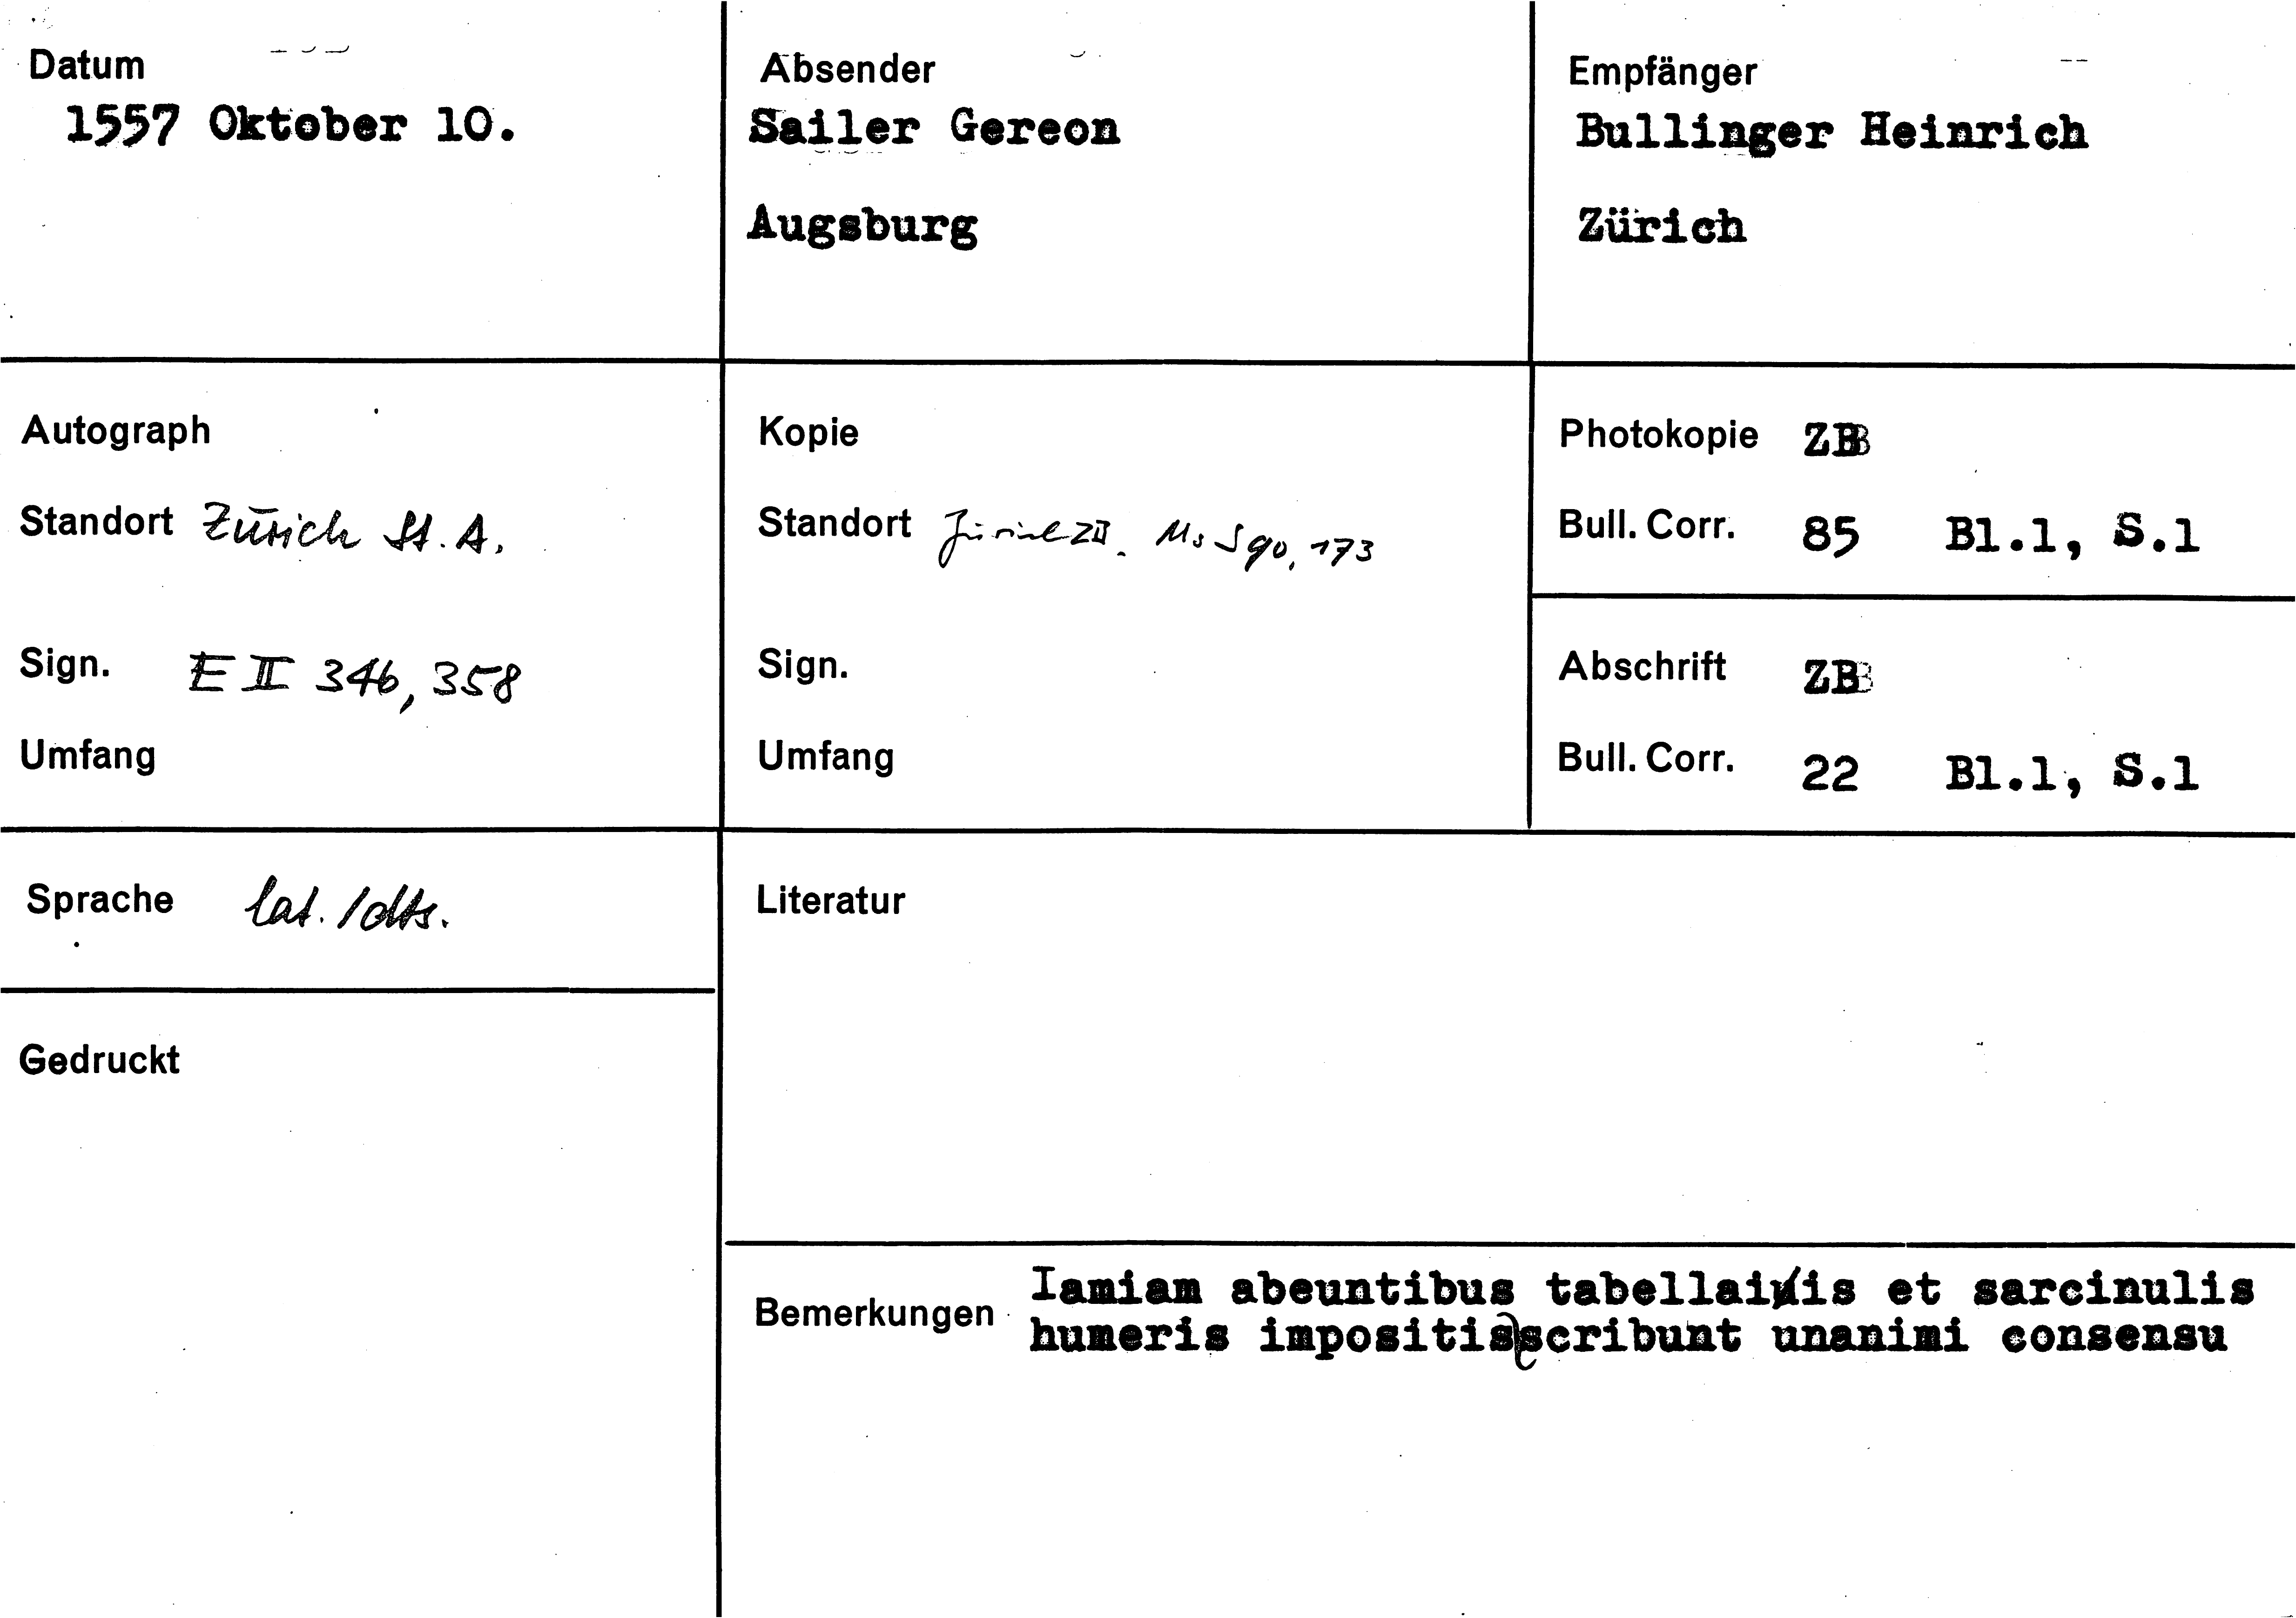 Datum
1557 Oktober 10.
Absender
Sailer Gereon
Augsburg
Empfänger
Bullinger Heinrich
Zürich
Autograph
Standort Zürich St. A.
Sign. E II 346, 358
Umfang
Kopie
Standort Zürich ZB. Ms S 90, 173
Sign.
Umfang
Photokopie ZB
Bull. Corr. 85 Bl.1, S.1
Abschrift ZB
Bull. Corr. 22 Bl.1, S.1
Sprache lat. / dts.
Gedruckt
Literatur
Bemerkungen
Iamiam abeuntibus et sarcinulis
humeris impositis scribunt unanimi consensu